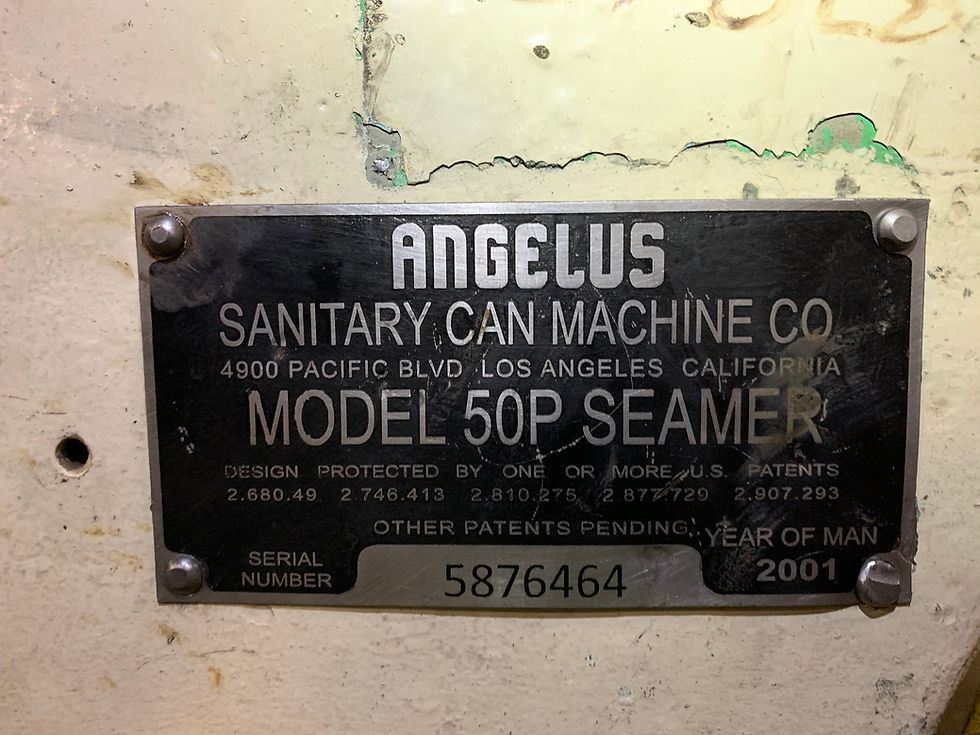 ANGELUS
SANITARY CAN MACHINE CO
4900 PACIFIC BLVD LOS ANGELES CALIFORNIA
MODEL 50P SEAMER
DESIGN PROTECTED BY ONE OR MORE U.S. PATENTS
2.680.49 2.746.413 2.810.275 2.877.729 2.907.293
OTHER PATENTS PENDING
YEAR OF MAN
2001
SERIAL
NUMBER
5876464